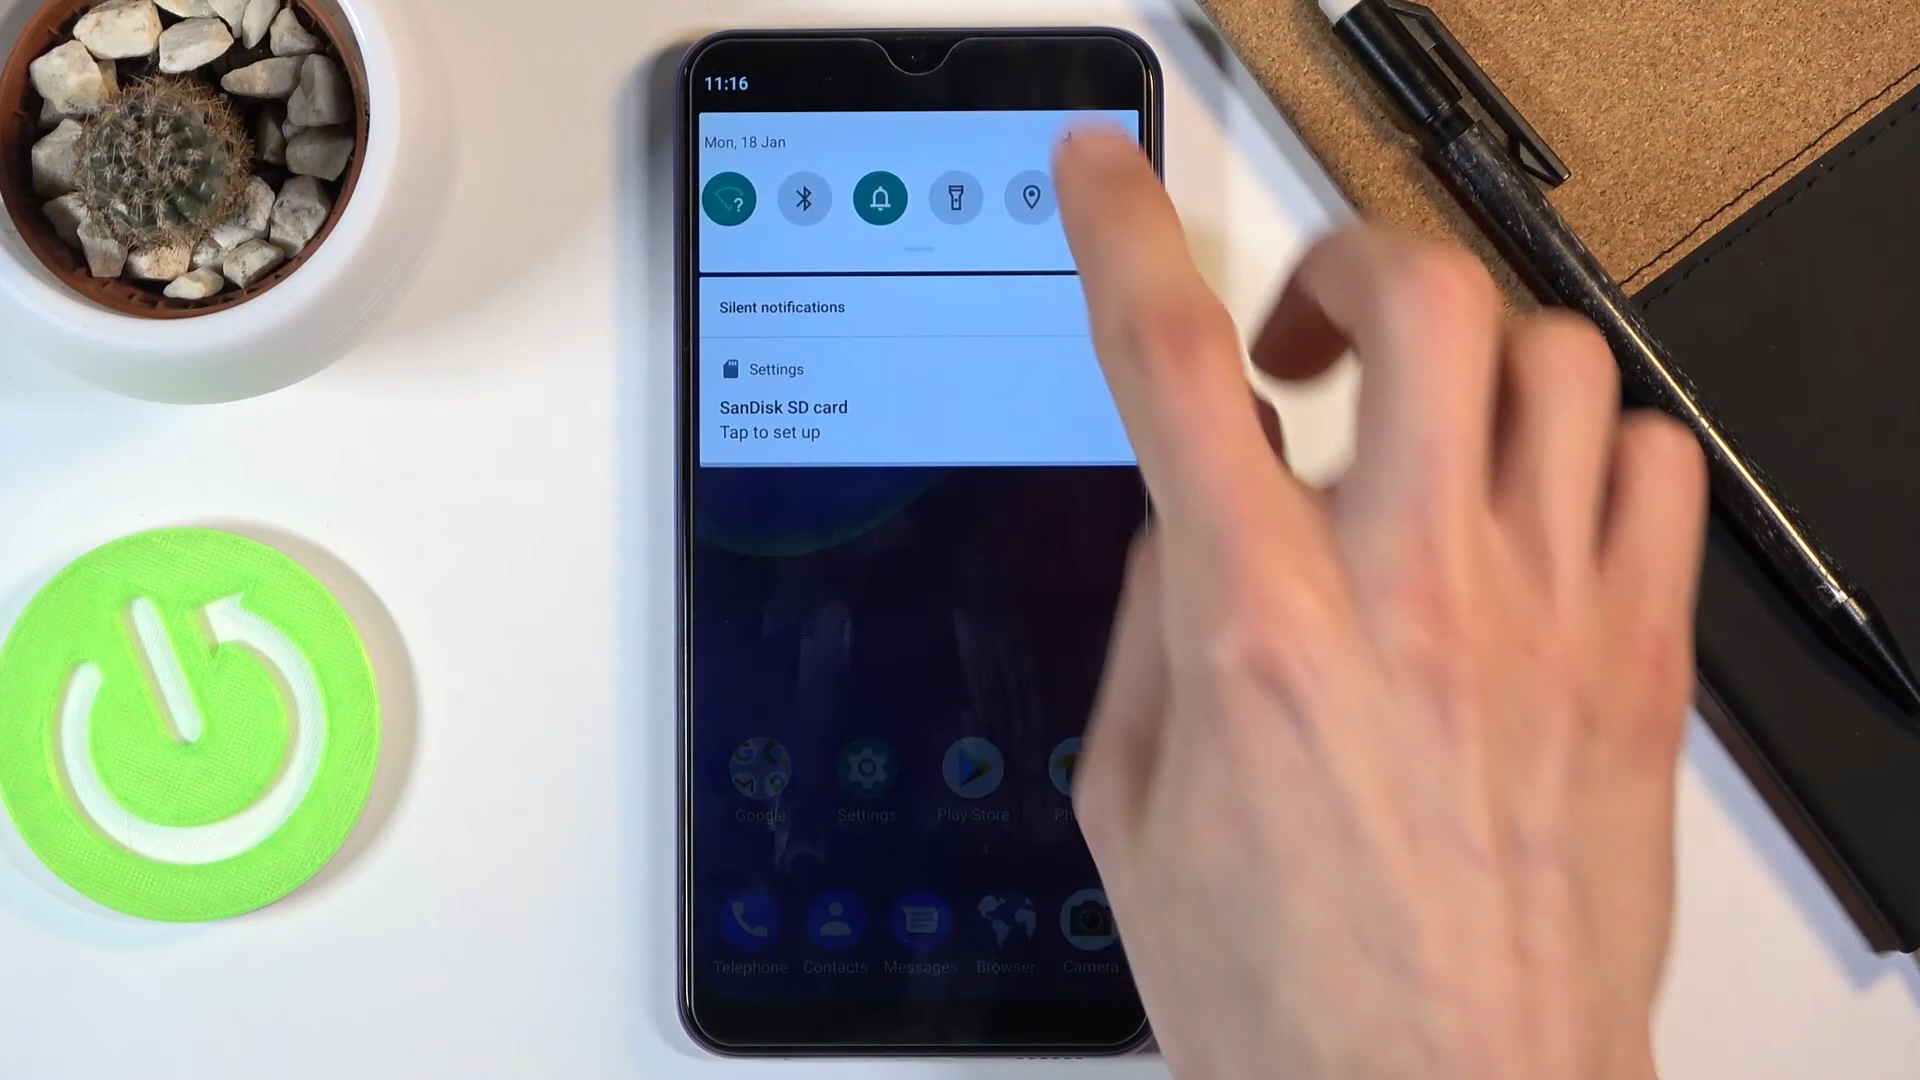 11:16
Mon, 18 Jan
?
Silent notifications
Settings
SanDisk SD card
Tap to set up
G
M
Google
Settings
Play Store
Telephone
Contacts
Messages
Browser
Camera